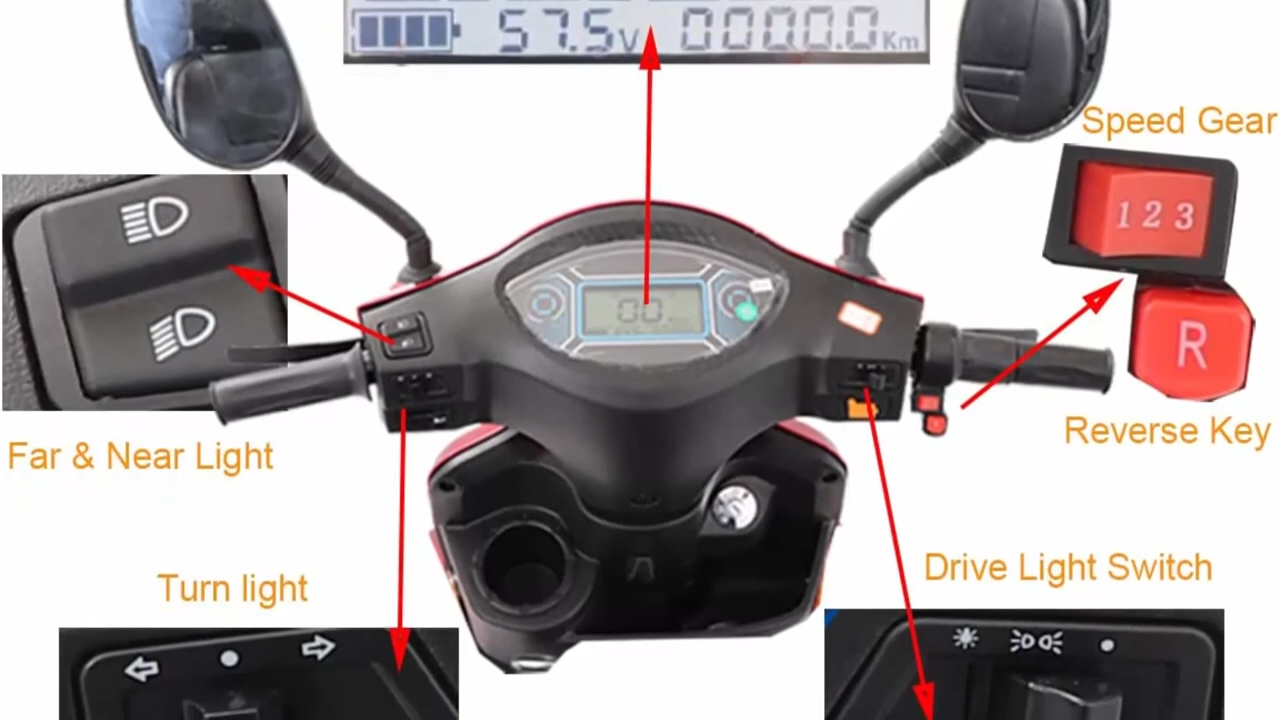 57.5V 0000.0Km
Speed Gear
1 2 3
R
Far & Near Light
Reverse Key
00
Turn light
Drive Light Switch